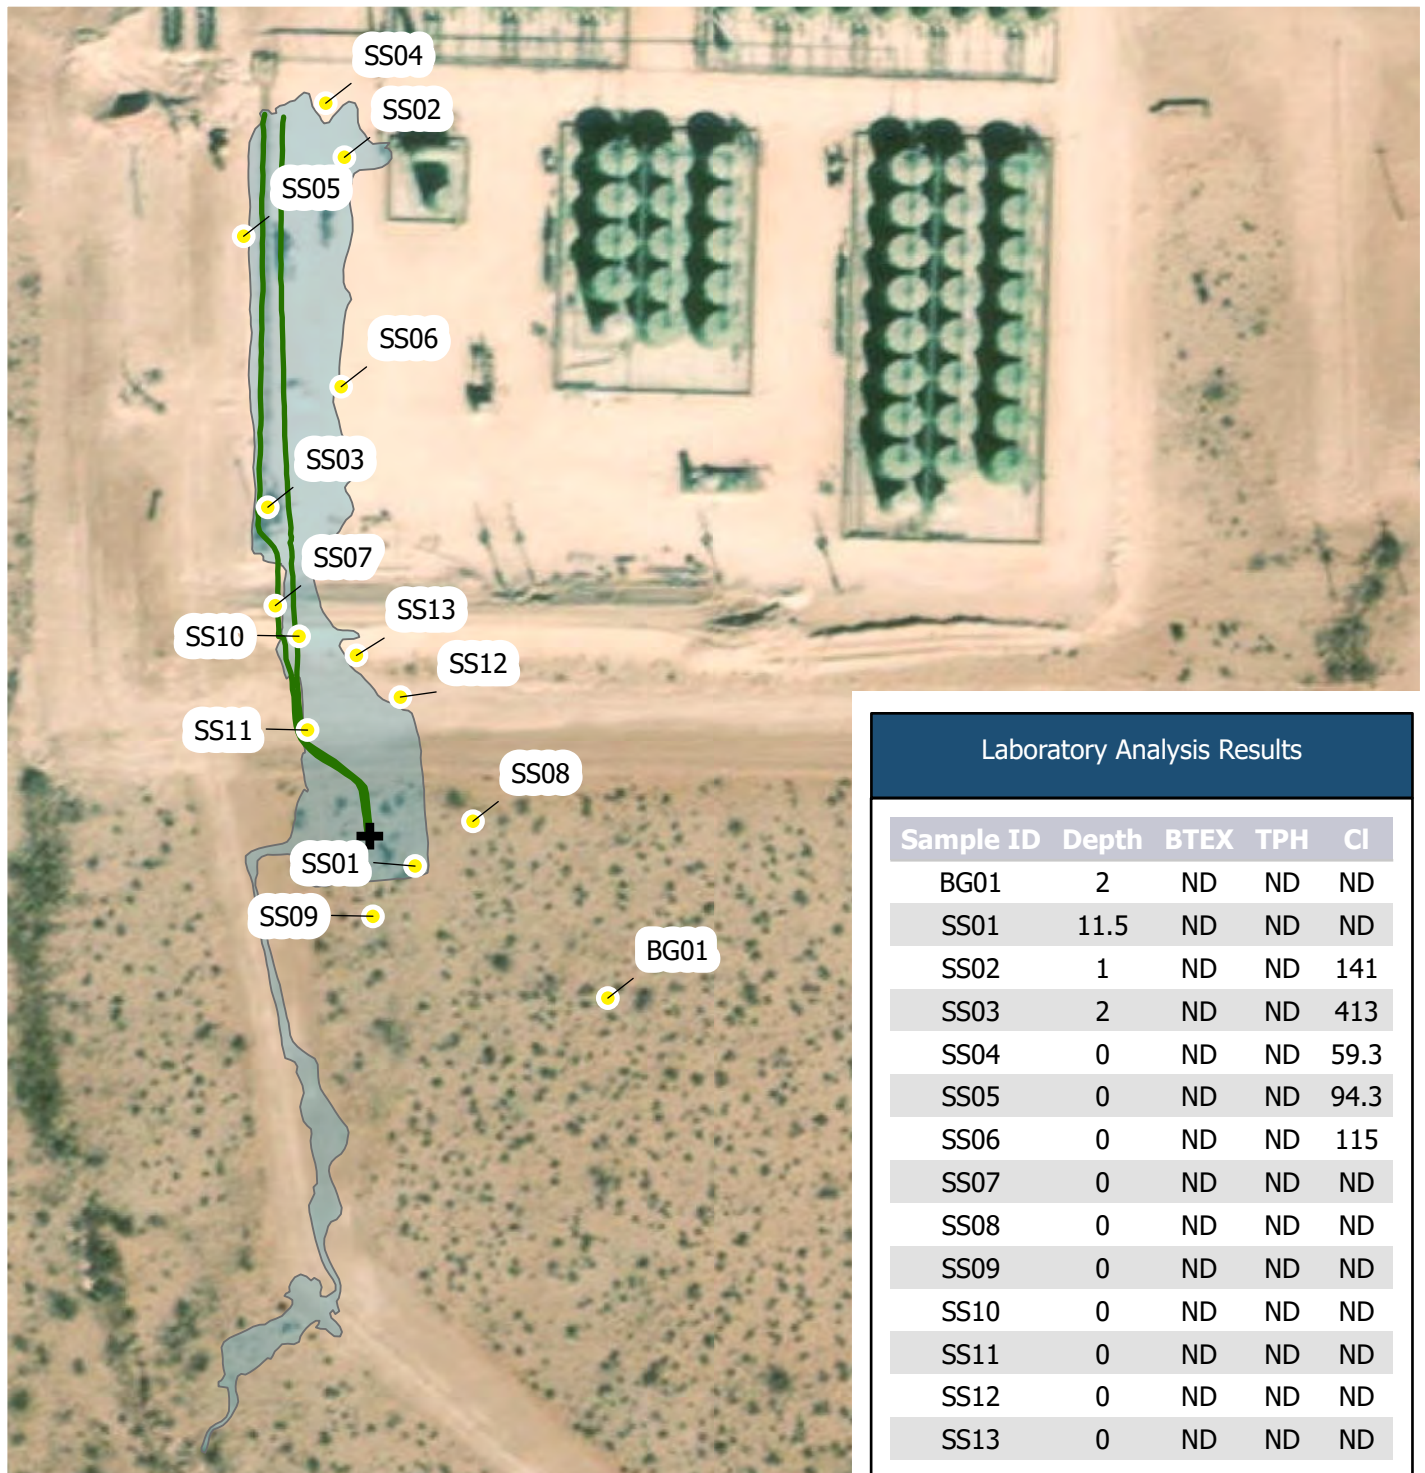 SS04
SS02
SS05
SS06
SS03
SS07
SS13
SS10
SS12
SS11
SS08
SS01
SS09
BG01
Laboratory Analysis Results
Sample ID Depth BTEX TPH Cl
BG01 2 ND ND ND
SS01 11.5 ND ND ND
SS02 1 ND ND 141
SS03 2 ND ND 413
SS04 0 ND ND 59.3
SS05 0 ND ND 94.3
SS06 0 ND ND 115
SS07 0 ND ND ND
SS08 0 ND ND ND
SS09 0 ND ND ND
SS10 0 ND ND ND
SS11 0 ND ND ND
SS12 0 ND ND ND
SS13 0 ND ND ND